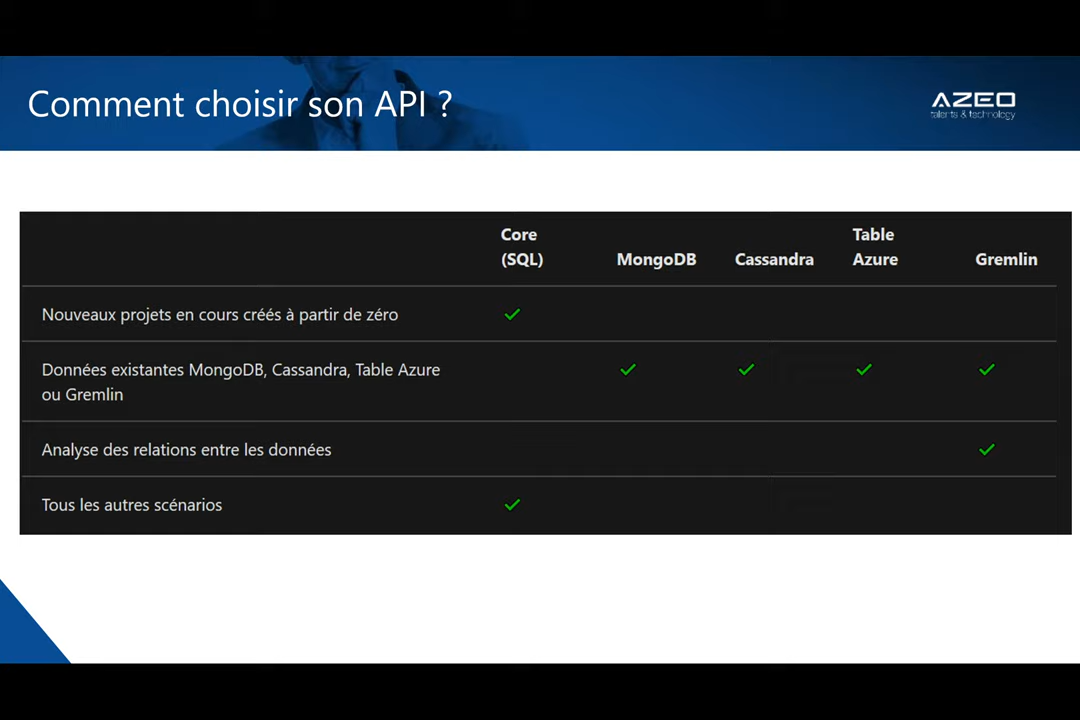 Comment choisir son API ?
AZEO
talents & technology
Core
(SQL)
MongoDB
Cassandra
Table
Azure
Gremlin
Nouveaux projets en cours créés à partir de zéro
Données existantes MongoDB, Cassandra, Table Azure
ou Gremlin
Analyse des relations entre les données
Tous les autres scénarios